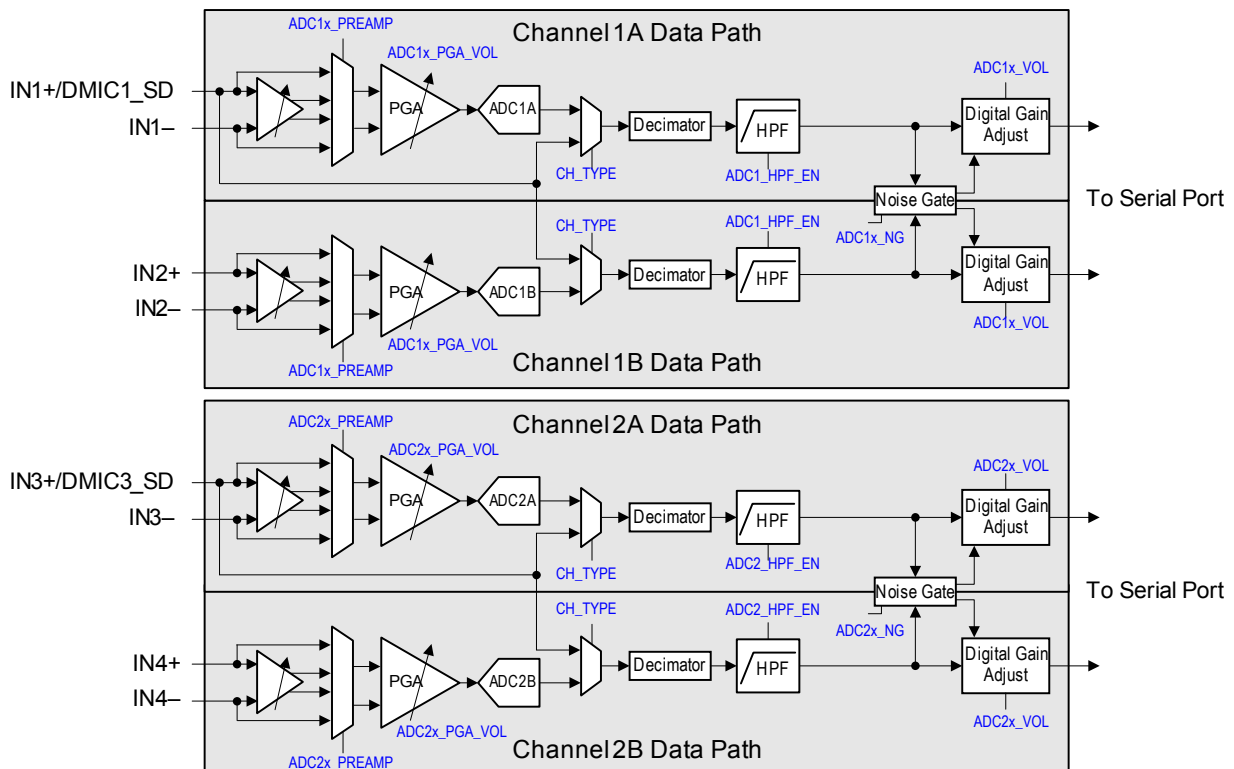 Channel 1A Data Path
ADC1x_PREAMP
ADC1x_PGA_VOL
ADC1x_VOL
IN1+/DMIC1_SD
IN1–
PGA
ADC1A
CH_TYPE
Decimator
HPF
ADC1_HPF_EN
Digital Gain
Adjust
Noise Gate
ADC1x_NG
To Serial Port
CH_TYPE
ADC1_HPF_EN
IN2+
IN2–
PGA
ADC1B
Decimator
HPF
Digital Gain
Adjust
ADC1x_VOL
ADC1x_PGA_VOL
ADC1x_PREAMP
Channel 1B Data Path
Channel 2A Data Path
ADC2x_PREAMP
ADC2x_PGA_VOL
ADC2x_VOL
IN3+/DMIC3_SD
IN3–
PGA
ADC2A
CH_TYPE
Decimator
HPF
ADC2_HPF_EN
Digital Gain
Adjust
Noise Gate
ADC2x_NG
To Serial Port
CH_TYPE
ADC2_HPF_EN
IN4+
IN4–
PGA
ADC2B
Decimator
HPF
Digital Gain
Adjust
ADC2x_VOL
ADC2x_PGA_VOL
ADC2x_PREAMP
Channel 2B Data Path